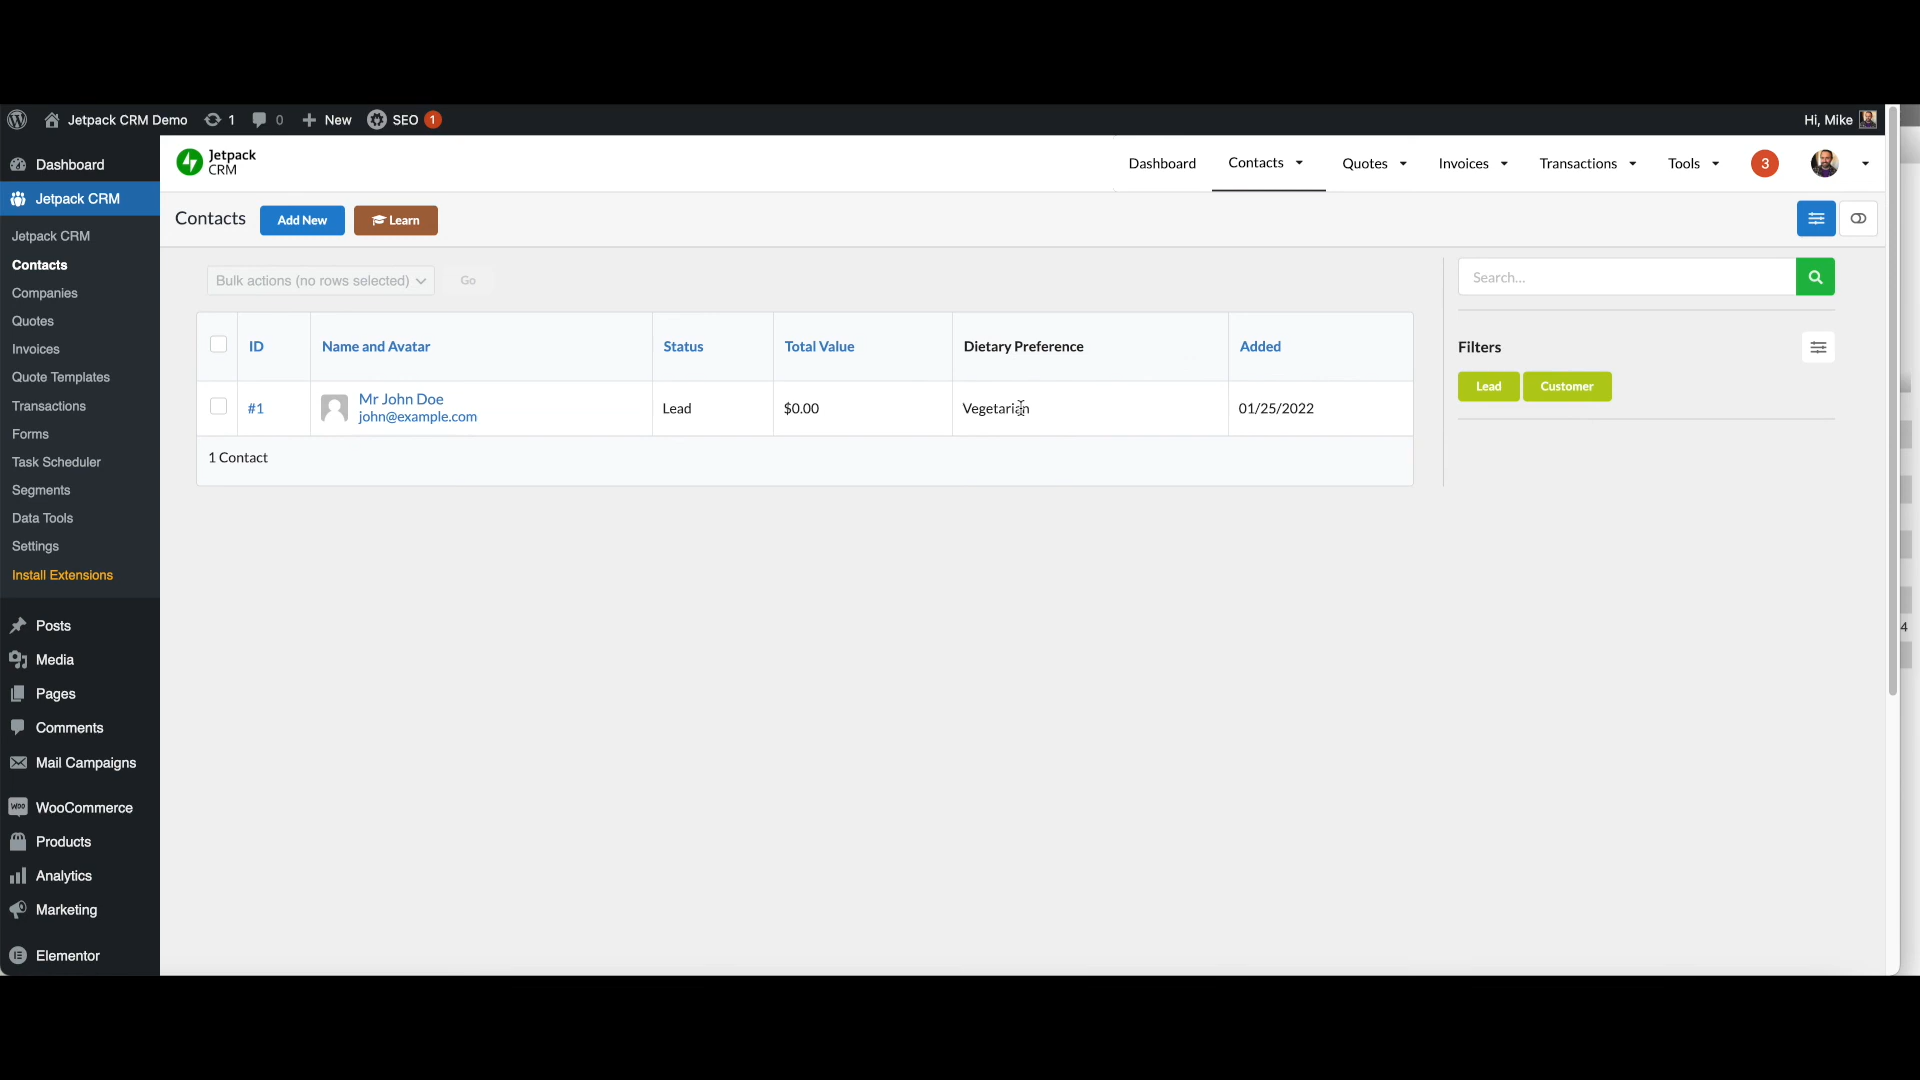 Jetpack CRM Demo 1 0 New SEO 1 Hi, Mike
Dashboard
Jetpack CRM
Jetpack CRM
Contacts
Companies
Quotes
Invoices
Quote Templates
Transactions
Forms
Task Scheduler
Segments
Data Tools
Settings
Install Extensions
Posts
Media
Pages
Comments
Mail Campaigns
WooCommerce
Products
Analytics
Marketing
Elementor
Jetpack
CRM
Dashboard Contacts Quotes Invoices Transactions Tools 3
Contacts Add New Learn
Bulk actions (no rows selected) Go
ID Name and Avatar Status Total Value Dietary Preference Added
#1 Mr John Doe Lead $0.00 Vegetarian 01/25/2022
john@example.com
1 Contact
Search...
Filters
Lead Customer
4